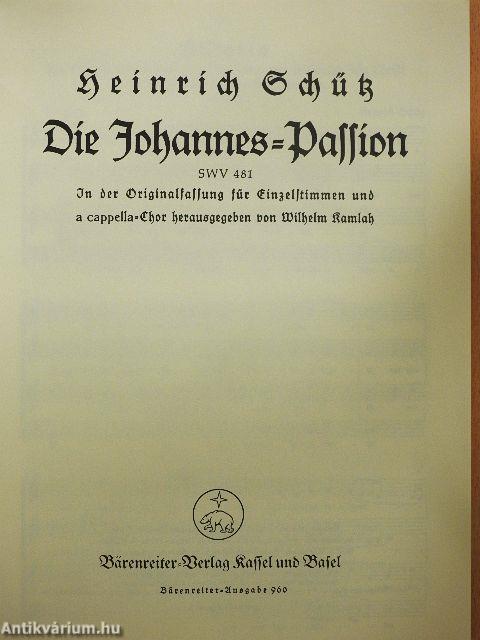 Heinrich Schütz
Die Johannes-Passion
SWV 481
In der Originalfassung für Einzelstimmen und
a cappella-Chor herausgegeben von Wilhelm Kamlah
Bärenreiter-Verlag Kassel und Basel
Bärenreiter-Ausgabe 960
Antikvárium.hu